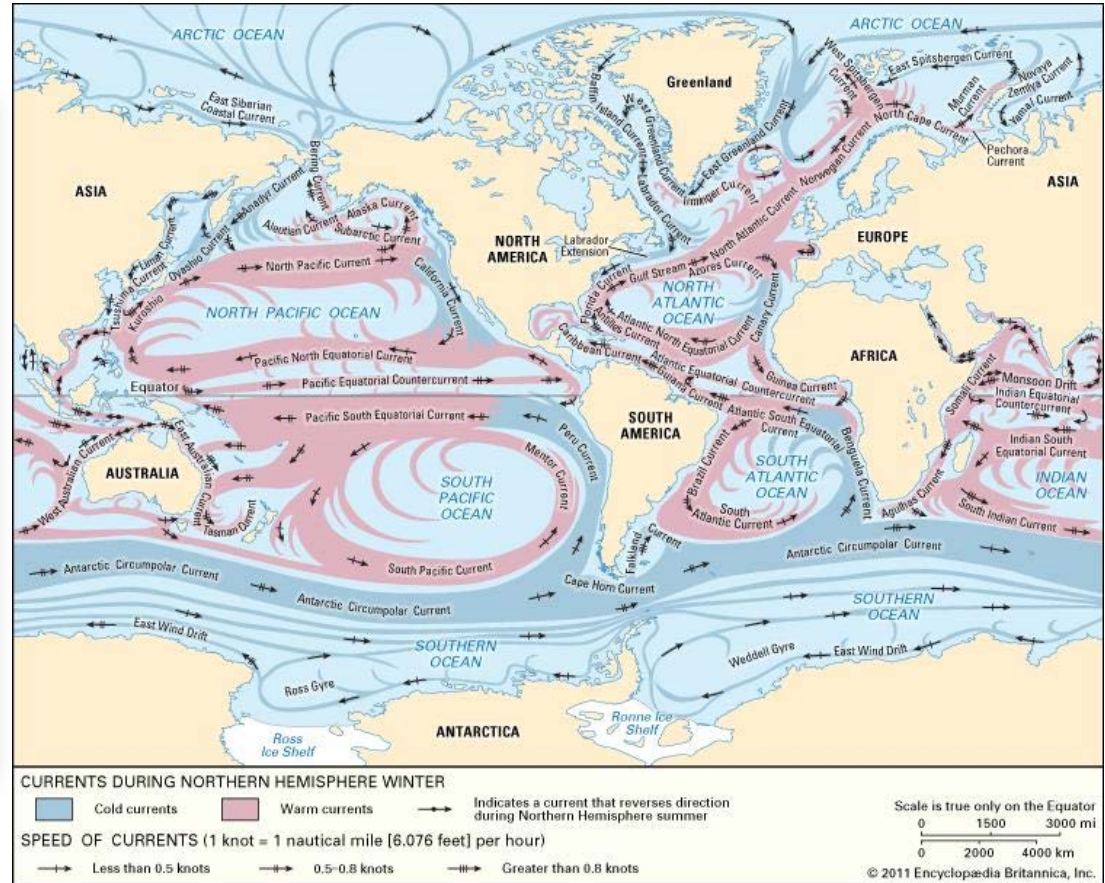 ARCTIC OCEAN
ARCTIC OCEAN
East Siberian
Coastal Current
Bering Current
Anadyr Current
Oyashio Current
Liman Current
Tsushima Current
Kuroshio
Aleutian Current
Alaska Current
Subarctic Current
North Pacific Current
California Current
NORTH PACIFIC OCEAN
Pacific North Equatorial Current
Equator
Pacific Equatorial Countercurrent
Pacific South Equatorial Current
ASIA
NORTH
AMERICA
Greenland
Baffin
Island Current
West Greenland
Current
East Greenland Current
Labrador
Current
Irminger Current
Labrador
Extension
West Spitsbergen
Current
East Spitsbergen Current
Murman
Current
Novaya
Zemlya Current
Yamal Current
North Cape Current
Pechora
Current
Norwegian Current
North Atlantic Current
EUROPE
ASIA
Florida Current
Gulf Stream
Azores Current
NORTH
ATLANTIC
OCEAN
Antilles Current
Atlantic North Equatorial Current
Canary Current
Caribbean Current
Atlantic Equatorial
Countercurrent
Guiana Current
Guinea Current
AFRICA
Somali Current
Monsoon Drift
Indian Equatorial
Countercurrent
Indian South
Equatorial Current
INDIAN
OCEAN
South Indian Current
Agulhas Current
SOUTH
AMERICA
Atlantic South Equatorial
Current
Brazil Current
SOUTH
ATLANTIC
OCEAN
South
Atlantic Current
Benguela Current
Peru Current
Mentor Current
SOUTH
PACIFIC
OCEAN
South Pacific Current
AUSTRALIA
West Australian Current
East Australian
Current
Tasman Current
Falkland
Current
Cape Horn Current
Antarctic Circumpolar Current
Antarctic Circumpolar Current
Antarctic Circumpolar Current
East Wind Drift
SOUTHERN
OCEAN
SOUTHERN
OCEAN
Ross Gyre
Weddell Gyre
East Wind Drift
Ross
Ice Shelf
ANTARCTICA
Ronne Ice
Shelf
CURRENTS DURING NORTHERN HEMISPHERE WINTER
Cold currents
Warm currents
Indicates a current that reverses direction
during Northern Hemisphere summer
SPEED OF CURRENTS (1 knot = 1 nautical mile [6.076 feet] per hour)
Less than 0.5 knots
0.5–0.8 knots
Greater than 0.8 knots
Scale is true only on the Equator
0 1500 3000 mi
0 2000 4000 km
© 2011 Encyclopædia Britannica, Inc.